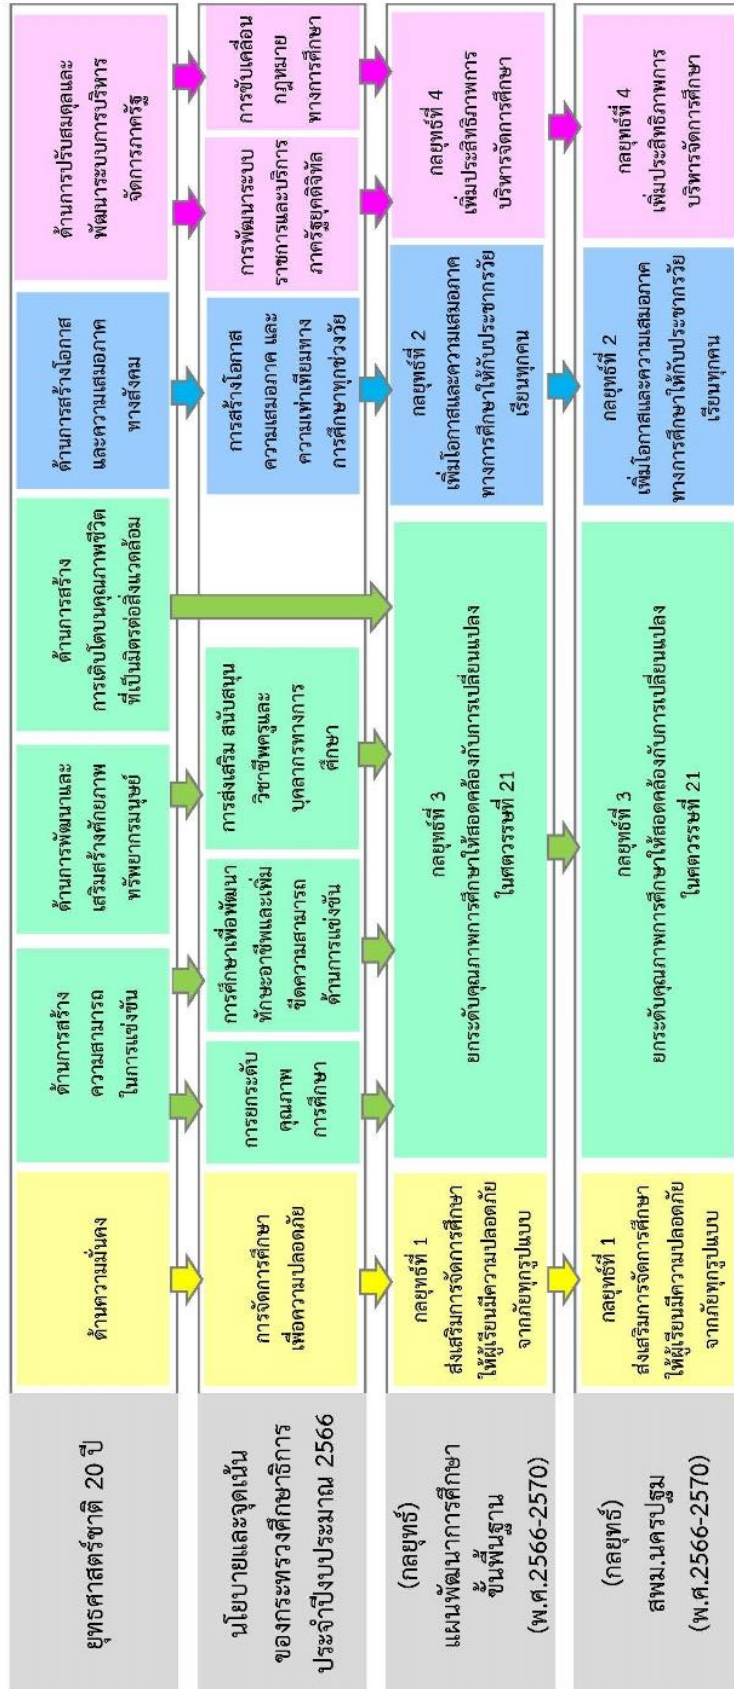 ยุทธศาสตร์ชาติ 20 ปี
ด้านความมั่นคง
ด้านการสร้าง
ความสามารถ
ในการแข่งขัน
ด้านการพัฒนาและ
เสริมสร้างศักยภาพ
ทรัพยากรมนุษย์
ด้านการสร้าง
การเติบโตบนคุณภาพชีวิต
ที่เป็นมิตรต่อสิ่งแวดล้อม
ด้านการสร้างโอกาส
และความเสมอภาค
ทางสังคม
ด้านการปรับสมดุลและ
พัฒนาระบบการบริหาร
จัดการภาครัฐ
นโยบายและจุดเน้น
ของกระทรวงศึกษาธิการ
ประจำปีงบประมาณ 2566
การจัดการศึกษา
เพื่อความปลอดภัย
การยกระดับ
คุณภาพ
การศึกษา
การศึกษาเพื่อพัฒนา
ทักษะอาชีพและเพิ่ม
ขีดความสามารถ
ด้านการแข่งขัน
การส่งเสริม สนับสนุน
วิชาชีพครูและ
บุคลากรทางการ
ศึกษา
การสร้างโอกาส
ความเสมอภาค และ
ความเท่าเทียมทาง
การศึกษาทุกช่วงวัย
การพัฒนาระบบ
ราชการและบริการ
ภาครัฐยุคดิจิทัล
การขับเคลื่อน
กฎหมาย
ทางการศึกษา
(กลยุทธ์)
แผนพัฒนาการศึกษา
ขั้นพื้นฐาน
(พ.ศ.2566-2570)
กลยุทธ์ที่ 1
ส่งเสริมการจัดการศึกษา
ให้ผู้เรียนมีความปลอดภัย
จากภัยทุกรูปแบบ
กลยุทธ์ที่ 3
ยกระดับคุณภาพการศึกษาให้สอดคล้องกับการเปลี่ยนแปลง
ในศตวรรษที่ 21
กลยุทธ์ที่ 2
เพิ่มโอกาสและความเสมอภาค
ทางการศึกษาให้กับประชากรวัย
เรียนทุกคน
กลยุทธ์ที่ 4
เพิ่มประสิทธิภาพการ
บริหารจัดการศึกษา
(กลยุทธ์)
สพม.นครปฐม
(พ.ศ.2566-2570)
กลยุทธ์ที่ 1
ส่งเสริมการจัดการศึกษา
ให้ผู้เรียนมีความปลอดภัย
จากภัยทุกรูปแบบ
กลยุทธ์ที่ 3
ยกระดับคุณภาพการศึกษาให้สอดคล้องกับการเปลี่ยนแปลง
ในศตวรรษที่ 21
กลยุทธ์ที่ 2
เพิ่มโอกาสและความเสมอภาค
ทางการศึกษาให้กับประชากรวัย
เรียนทุกคน
กลยุทธ์ที่ 4
เพิ่มประสิทธิภาพการ
บริหารจัดการศึกษา